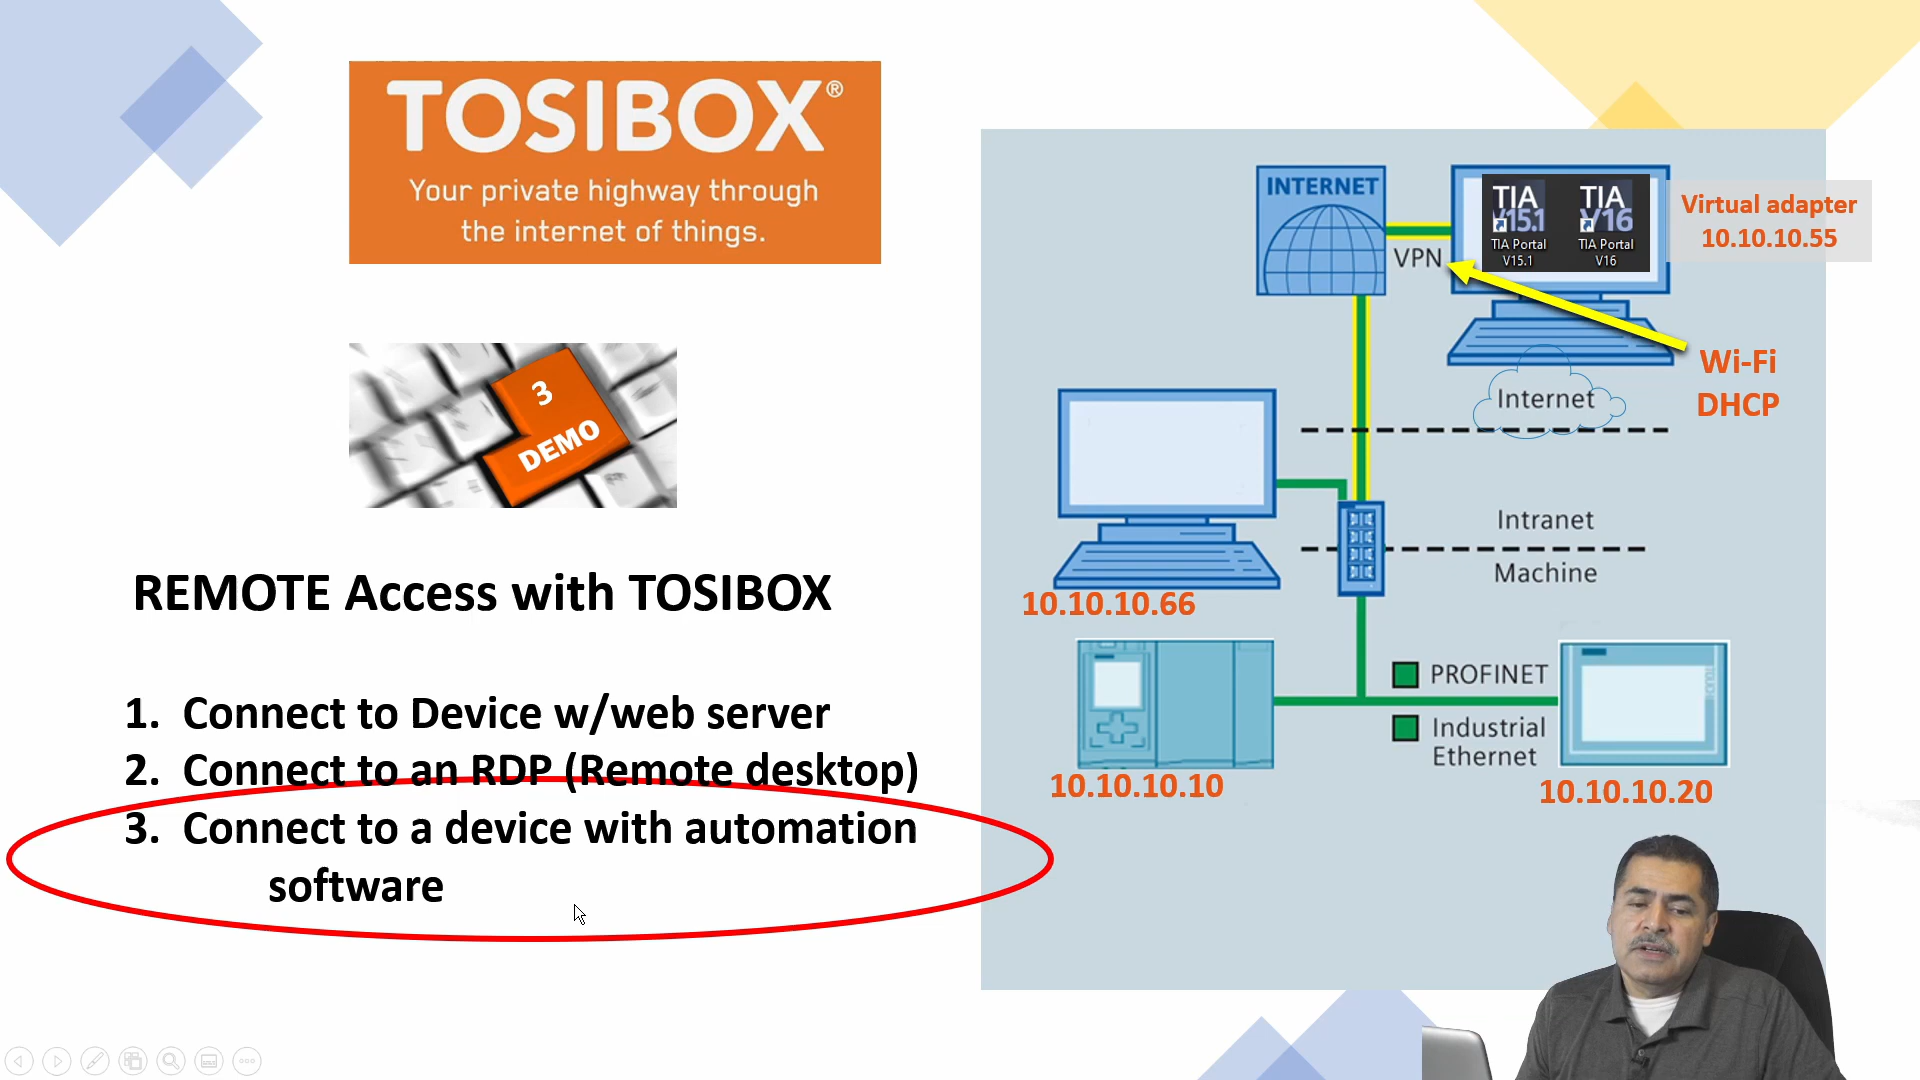 TOSIBOX®
Your private highway through
the internet of things.
3
DEMO
REMOTE Access with TOSIBOX
1. Connect to Device w/web server
2. Connect to an RDP (Remote desktop)
3. Connect to a device with automation
software
INTERNET
VPN
TIA
V15.1
TIA Portal
V15.1
TIA
V16
TIA Portal
V16
Virtual adapter
10.10.10.55
Wi-Fi
DHCP
Internet
Intranet
Machine
10.10.10.66
PROFINET
Industrial
Ethernet
10.10.10.10
10.10.10.20